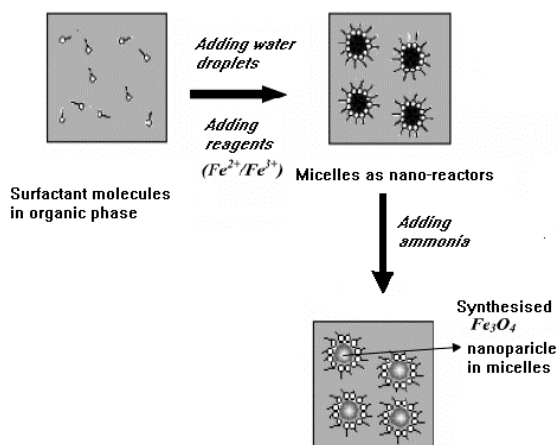 Adding water
droplets
Adding
reagents
(Fe²⁺/Fe³⁺)
Surfactant molecules
in organic phase
Micelles as nano-reactors
Adding
ammonia
Synthesised
Fe₃O₄
nanoparicle
in micelles